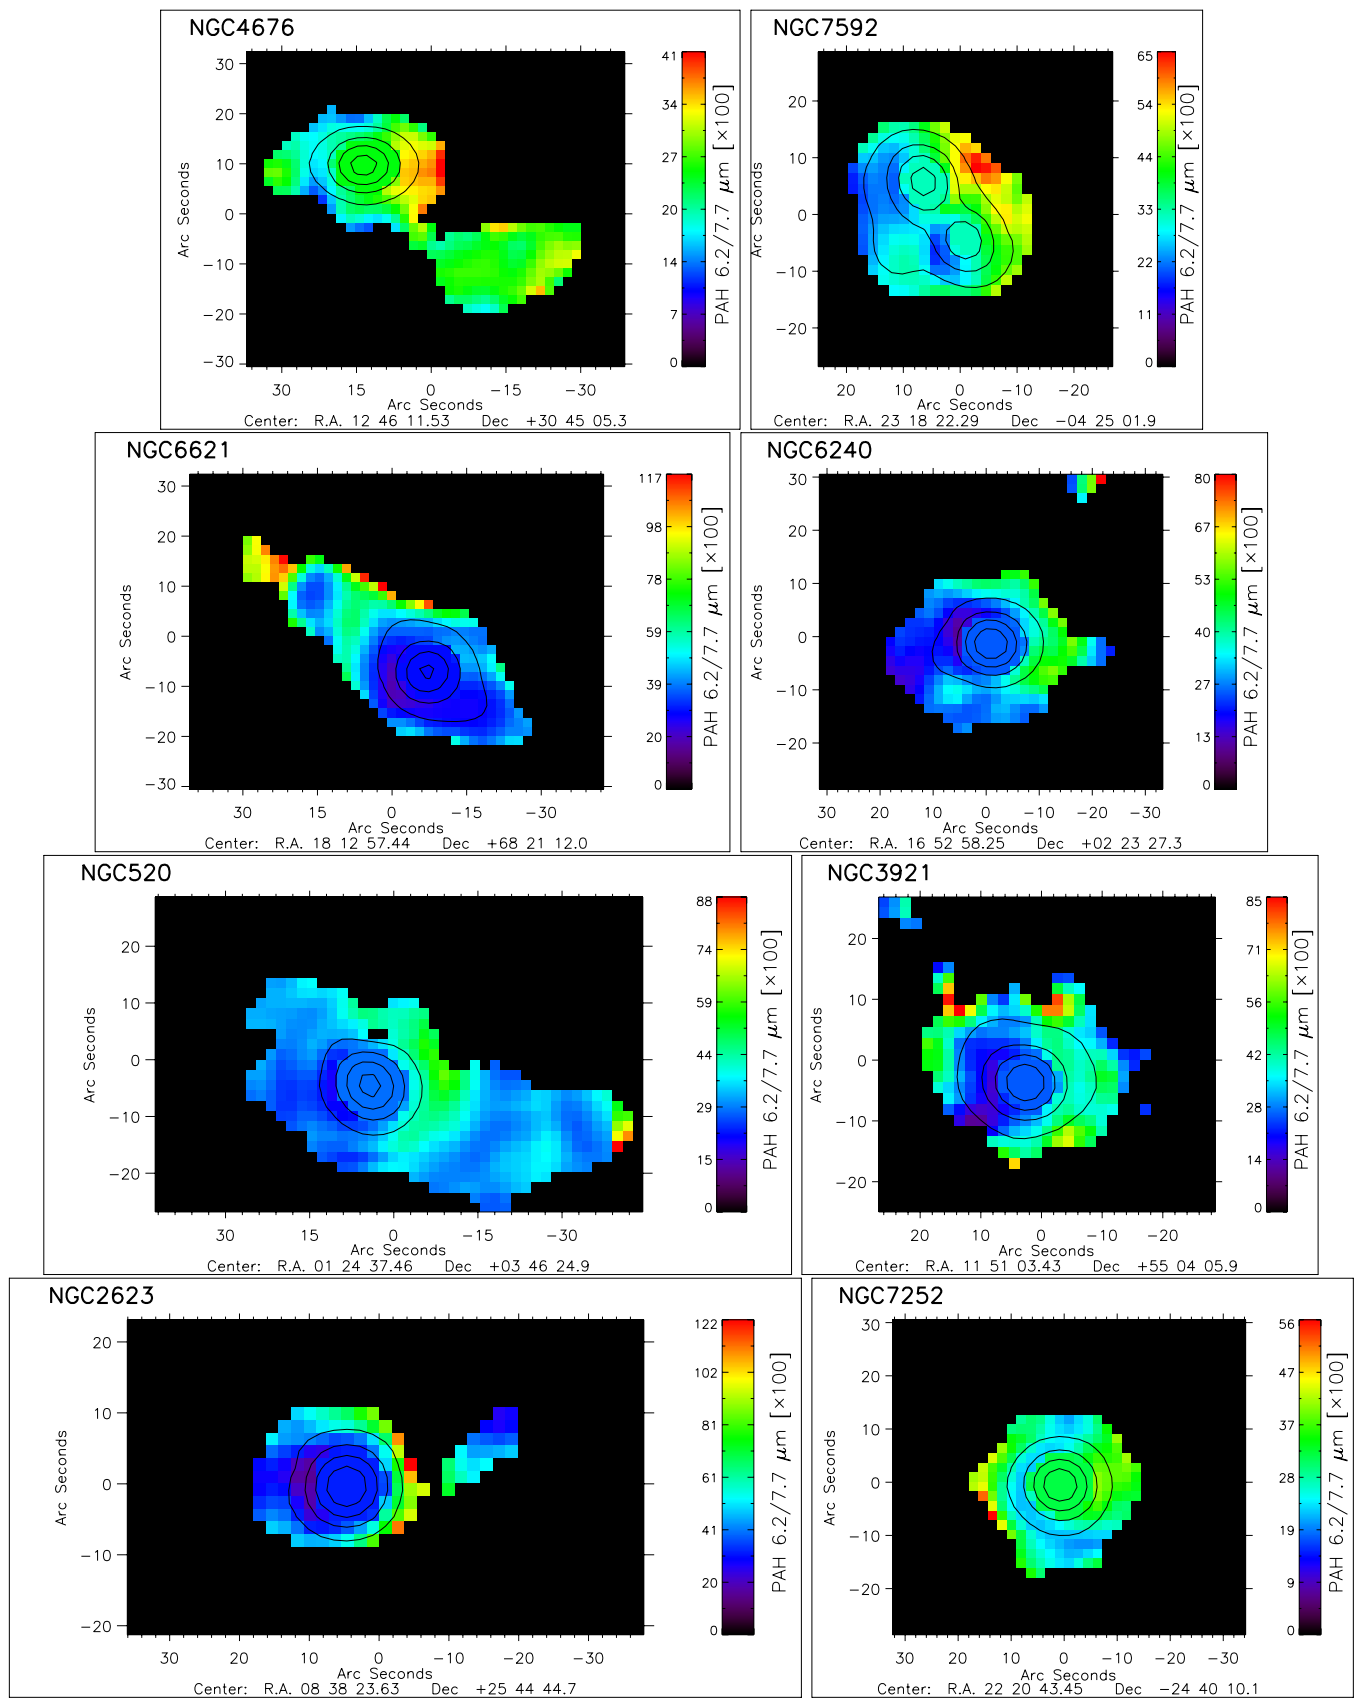 NGC4676
41
34
27
20
14
7
0
PAH 6.2/7.7 μm [×100]
30
20
10
0
−10
−20
−30
Arc Seconds
30 15 0 −15 −30
Arc Seconds
Center: R.A. 12 46 11.53 Dec +30 45 05.3
NGC7592
65
54
44
33
22
11
0
PAH 6.2/7.7 μm [×100]
20
10
0
−10
−20
Arc Seconds
20 10 0 −10 −20
Arc Seconds
Center: R.A. 23 18 22.29 Dec −04 25 01.9
NGC6621
117
98
78
59
39
20
0
PAH 6.2/7.7 μm [×100]
30
20
10
0
−10
−20
−30
Arc Seconds
30 15 0 −15 −30
Arc Seconds
Center: R.A. 18 12 57.44 Dec +68 21 12.0
NGC6240
80
67
53
40
27
13
0
PAH 6.2/7.7 μm [×100]
30
20
10
0
−10
−20
Arc Seconds
30 20 10 0 −10 −20 −30
Arc Seconds
Center: R.A. 16 52 58.25 Dec +02 23 27.3
NGC520
88
74
59
44
29
15
0
PAH 6.2/7.7 μm [×100]
20
10
0
−10
−20
Arc Seconds
30 15 0 −15 −30
Arc Seconds
Center: R.A. 01 24 37.46 Dec +03 46 24.9
NGC3921
85
71
56
42
28
14
0
PAH 6.2/7.7 μm [×100]
20
10
0
−10
−20
Arc Seconds
20 10 0 −10 −20
Arc Seconds
Center: R.A. 11 51 03.43 Dec +55 04 05.9
NGC2623
122
102
81
61
41
20
0
PAH 6.2/7.7 μm [×100]
20
10
0
−10
−20
Arc Seconds
30 20 10 0 −10 −20 −30
Arc Seconds
Center: R.A. 08 38 23.63 Dec +25 44 44.7
NGC7252
56
47
37
28
19
9
0
PAH 6.2/7.7 μm [×100]
30
20
10
0
−10
−20
Arc Seconds
30 20 10 0 −10 −20 −30
Arc Seconds
Center: R.A. 22 20 43.45 Dec −24 40 10.1